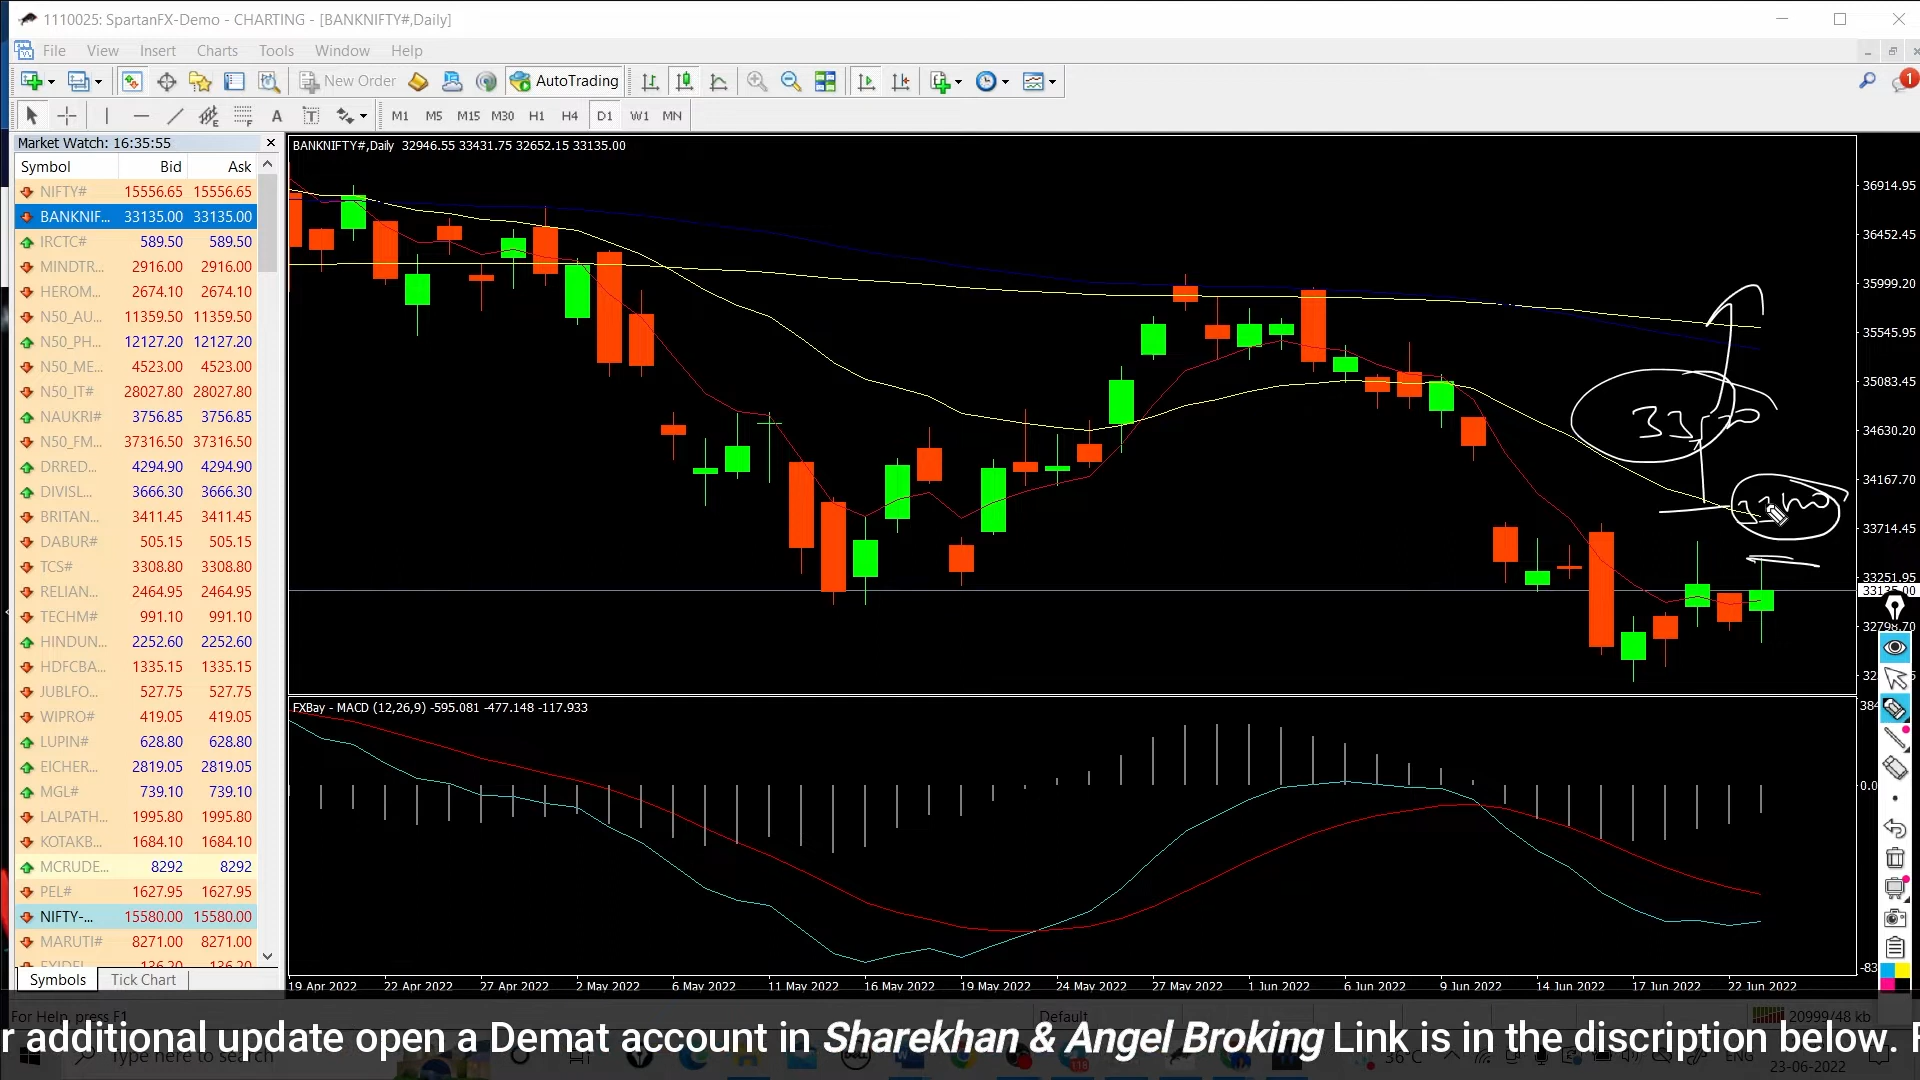 1110025: SpartanFX-Demo - CHARTING - [BANKNIFTY#,Daily]
File View Insert Charts Tools Window Help
New Order AutoTrading 1
A T M1 M5 M15 M30 H1 H4 D1 W1 MN
Market Watch: 16:35:55
Symbol Bid Ask
NIFTY# 15556.65 15556.65
BANKNIF... 33135.00 33135.00
IRCTC# 589.50 589.50
MINDTR... 2916.00 2916.00
HEROM... 2674.10 2674.10
N50_AU... 11359.50 11359.50
N50_PH... 12127.20 12127.20
N50_ME... 4523.00 4523.00
N50_IT# 28027.80 28027.80
NAUKRI# 3756.85 3756.85
N50_FM... 37316.50 37316.50
DRRED... 4294.90 4294.90
DIVISL... 3666.30 3666.30
BRITAN... 3411.45 3411.45
DABUR# 505.15 505.15
TCS# 3308.80 3308.80
RELIAN... 2464.95 2464.95
TECHM# 991.10 991.10
HINDUN... 2252.60 2252.60
HDFCBA... 1335.15 1335.15
JUBLFO... 527.75 527.75
WIPRO# 419.05 419.05
LUPIN# 628.80 628.80
EICHER... 2819.05 2819.05
MGL# 739.10 739.10
LALPATH... 1995.80 1995.80
KOTAKB... 1684.10 1684.10
MCRUDE... 8292 8292
PEL# 1627.95 1627.95
NIFTY-... 15580.00 15580.00
MARUTI# 8271.00 8271.00
Symbols Tick Chart
BANKNIFTY#,Daily 32946.55 33431.75 32652.15 33135.00
36914.95
36452.45
35999.20
35545.95
35083.45
34630.20
34167.70
33714.45
33251.95
32798.70
FXBay - MACD (12,26,9) -595.081 -477.148 -117.933
384
0.0
-83
19 Apr 2022 22 Apr 2022 27 Apr 2022 2 May 2022 6 May 2022 11 May 2022 16 May 2022 19 May 2022 24 May 2022 27 May 2022 1 Jun 2022 6 Jun 2022 9 Jun 2022 14 Jun 2022 17 Jun 2022 22 Jun 2022
For Help, press F1 Default 20999/48 kb
r additional update open a Demat account in Sharekhan & Angel Broking Link is in the description below. F
Type here to search 36°C ENG
23-06-2022